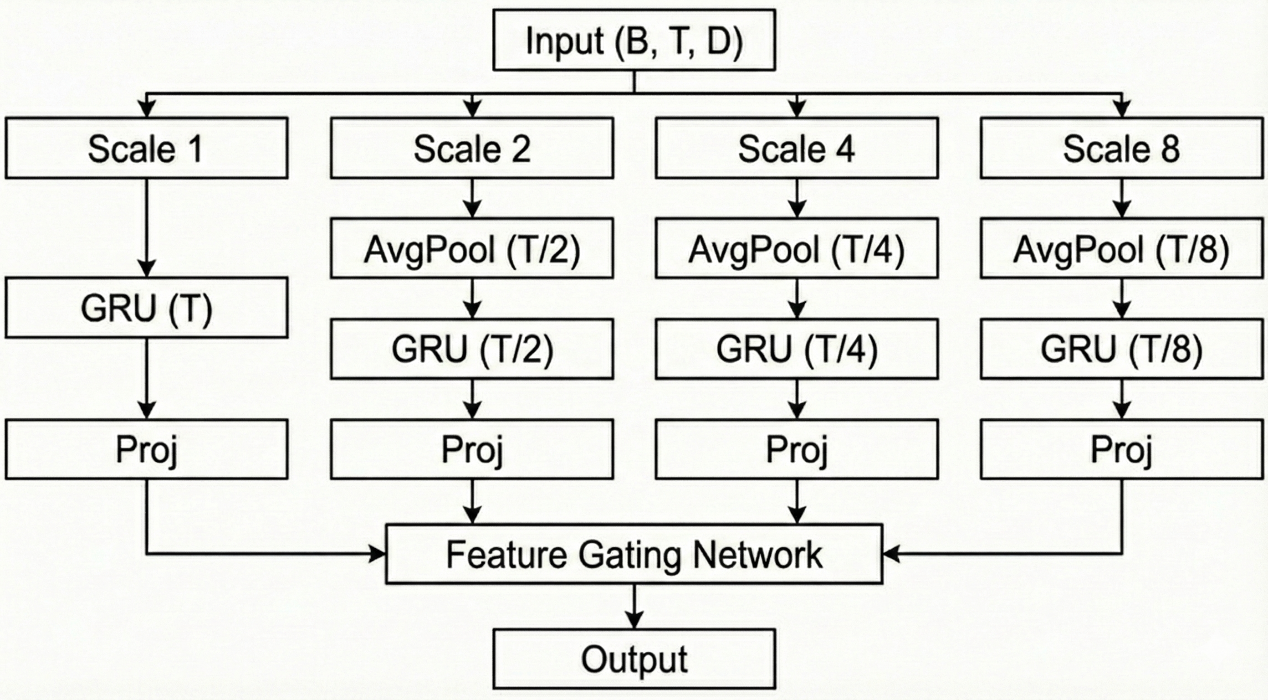 Input (B, T, D)
Scale 1
Scale 2
Scale 4
Scale 8
AvgPool (T/2)
AvgPool (T/4)
AvgPool (T/8)
GRU (T)
GRU (T/2)
GRU (T/4)
GRU (T/8)
Proj
Proj
Proj
Proj
Feature Gating Network
Output